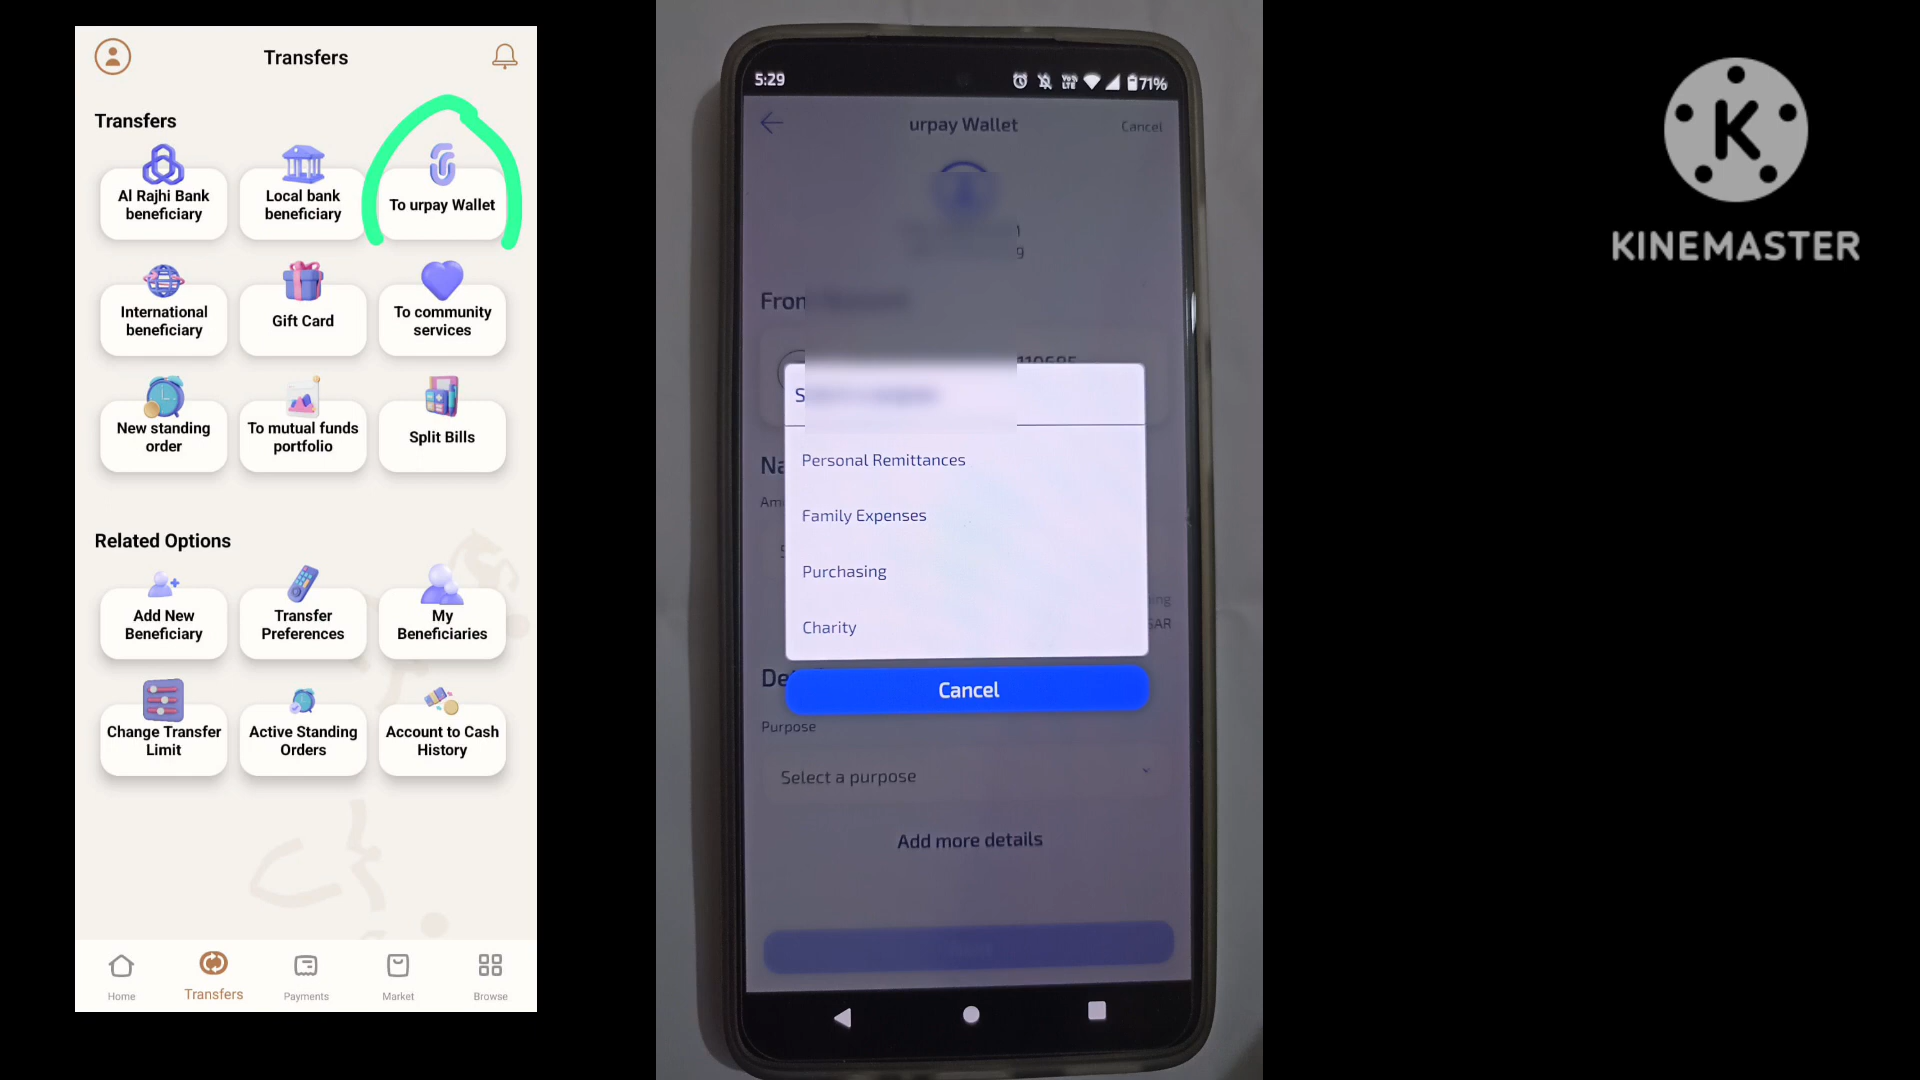 Transfers
Transfers
Al Rajhi Bank
beneficiary
Local bank
beneficiary
To urpay Wallet
International
beneficiary
Gift Card
To community
services
New standing
order
To mutual funds
portfolio
Split Bills
Related Options
Add New
Beneficiary
Transfer
Preferences
My
Beneficiaries
Change Transfer
Limit
Active Standing
Orders
Account to Cash
History
Home
Transfers
Payments
Market
Browse
5:29
VoLTE
71%
urpay Wallet
Cancel
From
Personal Remittances
Family Expenses
Purchasing
Charity
SAR
Cancel
Purpose
Select a purpose
Add more details
K
KINEMASTER